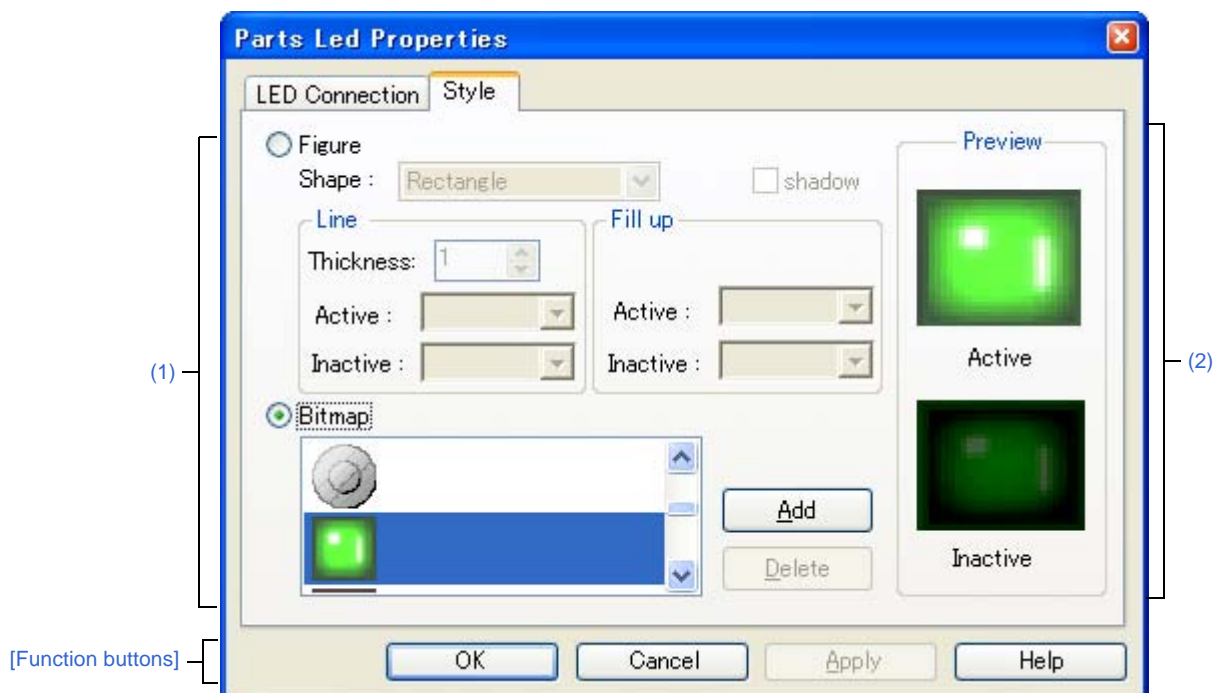 Parts Led Properties
LED Connection Style
Figure
Shape : Rectangle shadow
Line Fill up
Thickness: 1
Active : Active :
Inactive : Inactive :
Bitmap
Add
Delete
Preview
Active
Inactive
(1)
(2)
[Function buttons] OK Cancel Apply Help